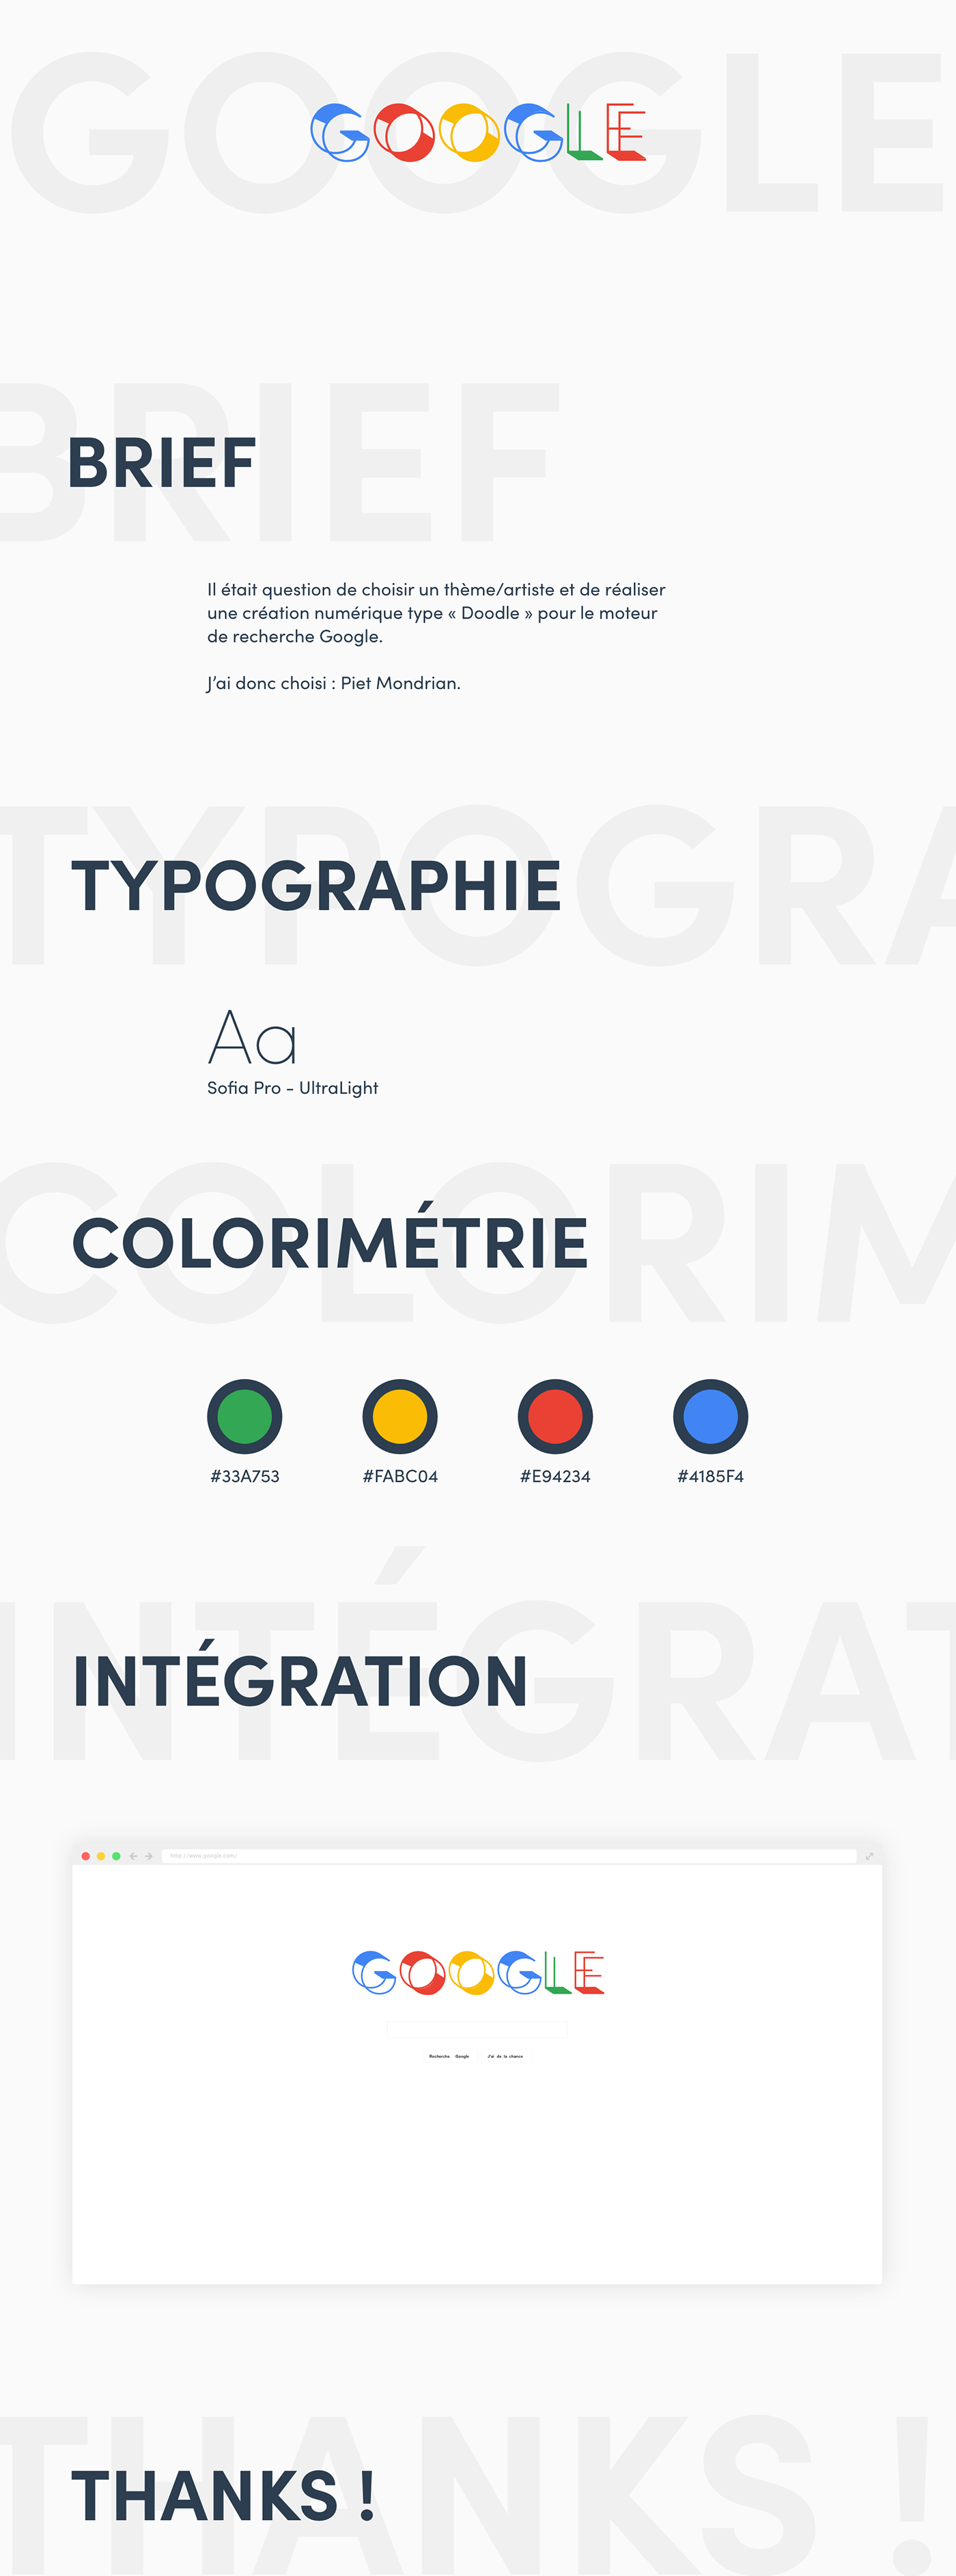 GOOGLE
GOOGLE
BRIEF
BRIEF
Il était question de choisir un thème/artiste et de réaliser
une création numérique type « Doodle » pour le moteur
de recherche Google.
J'ai donc choisi : Piet Mondrian.
TYPOGRA
TYPOGRAPHIE
Aa
Sofia Pro - UltraLight
COLORIM
COLORIMÉTRIE
#33A753 #FABC04 #E94234 #4185F4
INTÉGRAT
INTÉGRATION
http://www.google.com/
GOOGLE
Recherche Google J'ai de la chance
THANKS !
THANKS !